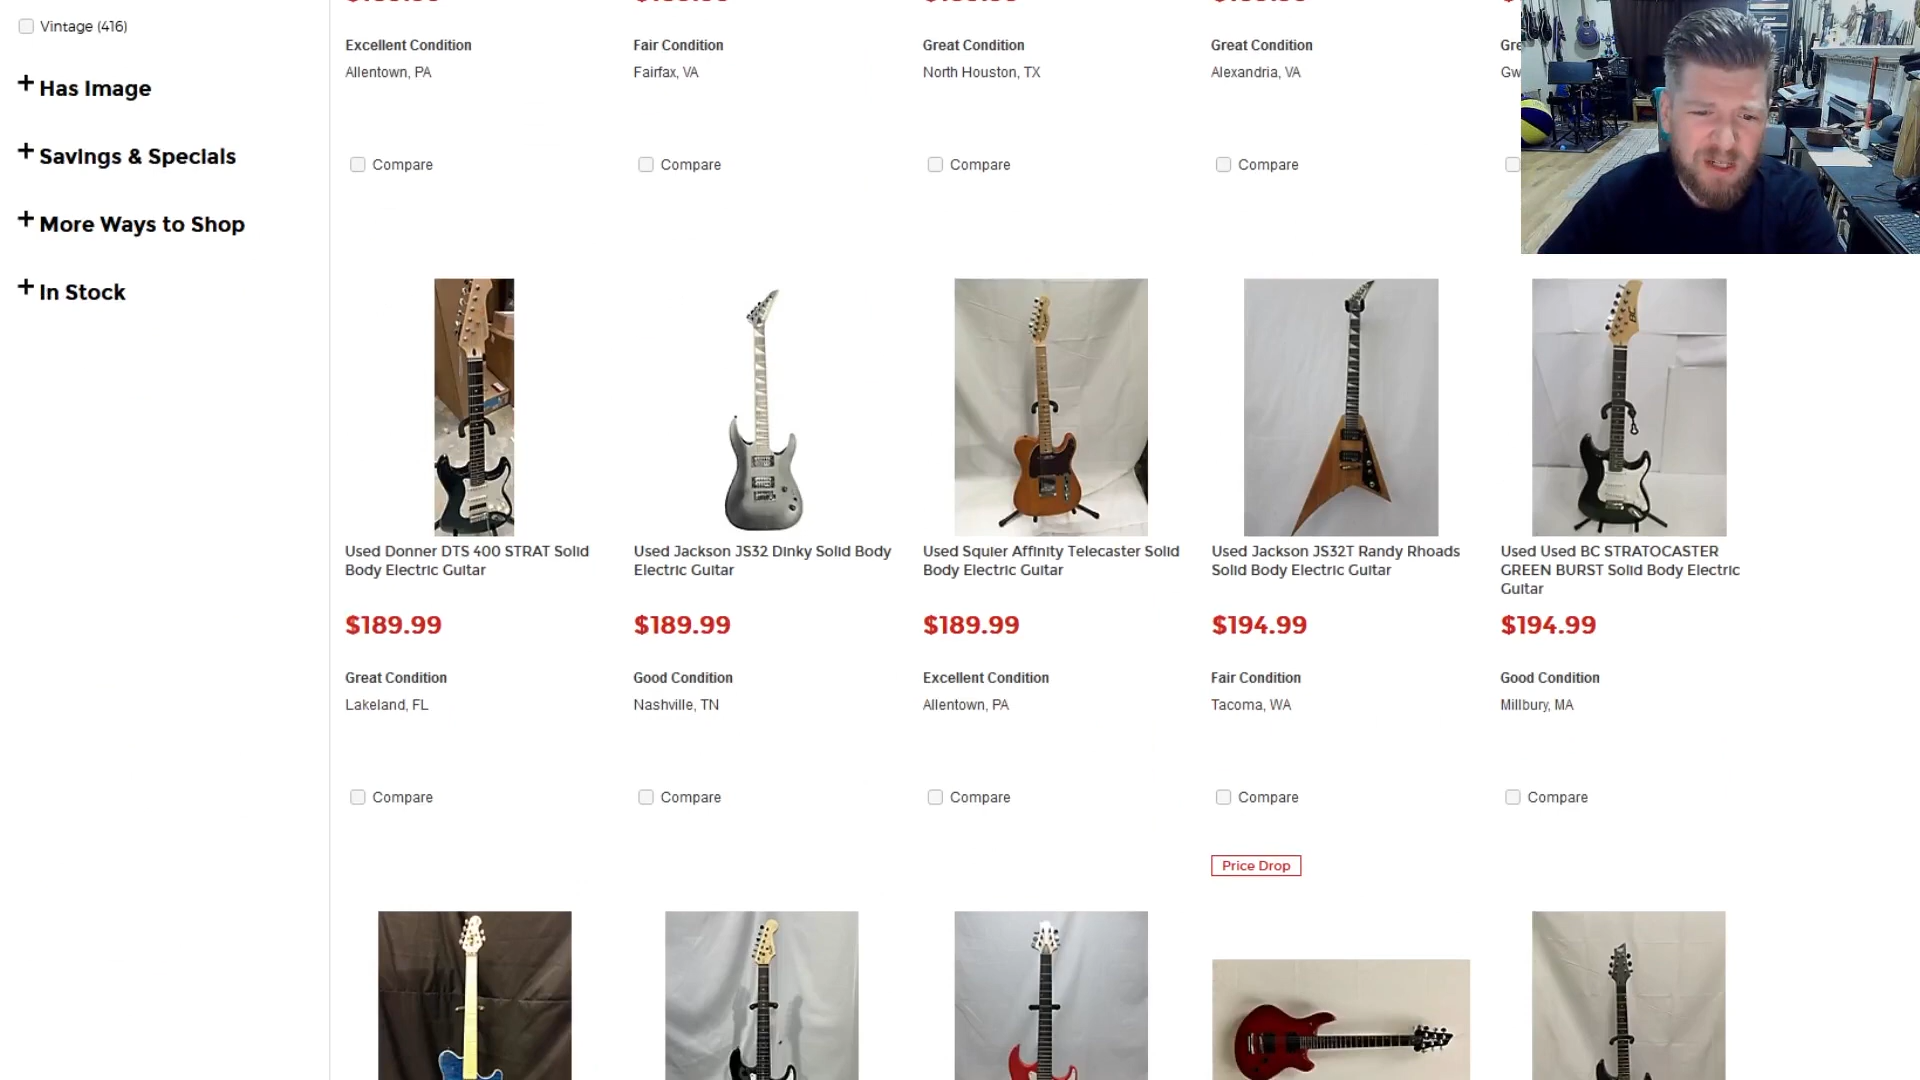 Vintage (416)
+ Has Image
+ Savings & Specials
+ More Ways to Shop
+ In Stock
Excellent Condition
Allentown, PA
Compare
Fair Condition
Fairfax, VA
Compare
Great Condition
North Houston, TX
Compare
Great Condition
Alexandria, VA
Compare
Gre
Gw
Used Donner DTS 400 STRAT Solid
Body Electric Guitar
$189.99
Great Condition
Lakeland, FL
Compare
Used Jackson JS32 Dinky Solid Body
Electric Guitar
$189.99
Good Condition
Nashville, TN
Compare
Used Squier Affinity Telecaster Solid
Body Electric Guitar
$189.99
Excellent Condition
Allentown, PA
Compare
Used Jackson JS32T Randy Rhoads
Solid Body Electric Guitar
$194.99
Fair Condition
Tacoma, WA
Compare
Used Used BC STRATOCASTER
GREEN BURST Solid Body Electric
Guitar
$194.99
Good Condition
Millbury, MA
Compare
Price Drop